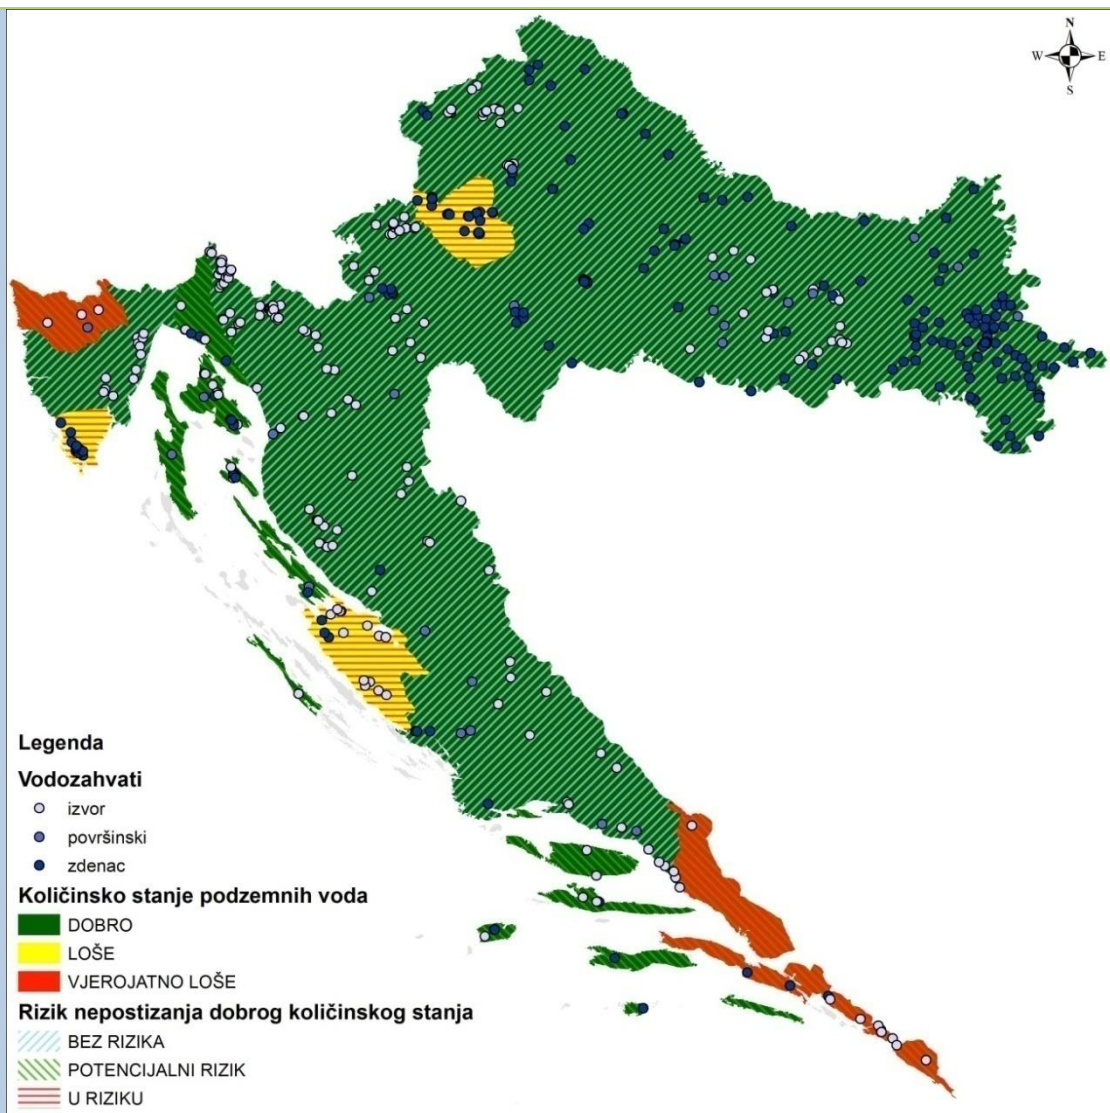 N
W E
S
Legenda
Vodozahvati
izvor
površinski
zdenac
Količinsko stanje podzemnih voda
DOBRO
LOŠE
VJEROJATNO LOŠE
Rizik nepostizanja dobrog količinskog stanja
BEZ RIZIKA
POTENCIJALNI RIZIK
U RIZIKU